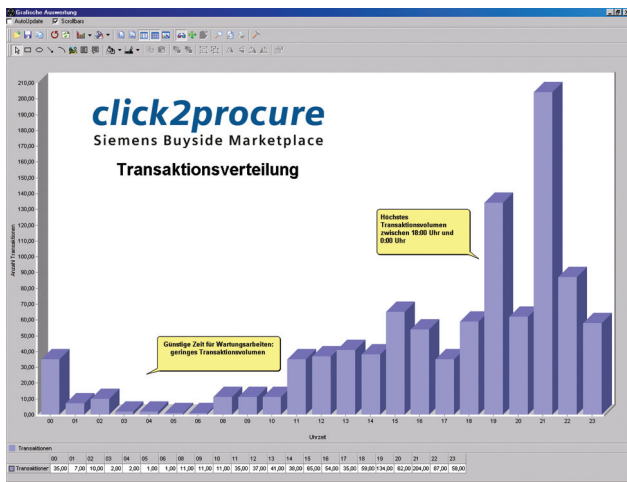 Grafische Auswertung
AutoUpdate Scrollbars
210,00
200,00
190,00
180,00
170,00
160,00
150,00
140,00
130,00
120,00
110,00
100,00
90,00
80,00
70,00
60,00
50,00
40,00
30,00
20,00
10,00
0,00
Anzahl Transaktionen
click2procure
Siemens Buyside Marketplace
Transaktionsverteilung
Höchstes
Transaktionsvolumen
zwischen 18:00 Uhr und
0:00 Uhr
Günstige Zeit für Wartungsarbeiten:
geringes Transaktionsvolumen
00 01 02 03 04 05 06 08 09 10 11 12 13 14 15 16 17 18 19 20 21 22 23
Uhrzeit
Transaktionen
00 01 02 03 04 05 06 08 09 10 11 12 13 14 15 16 17 18 19 20 21 22 23
Transaktionen 35,00 7,00 10,00 2,00 2,00 1,00 1,00 11,00 11,00 11,00 35,00 37,00 41,00 38,00 65,00 54,00 35,00 59,00 134,00 62,00 204,00 87,00 58,00